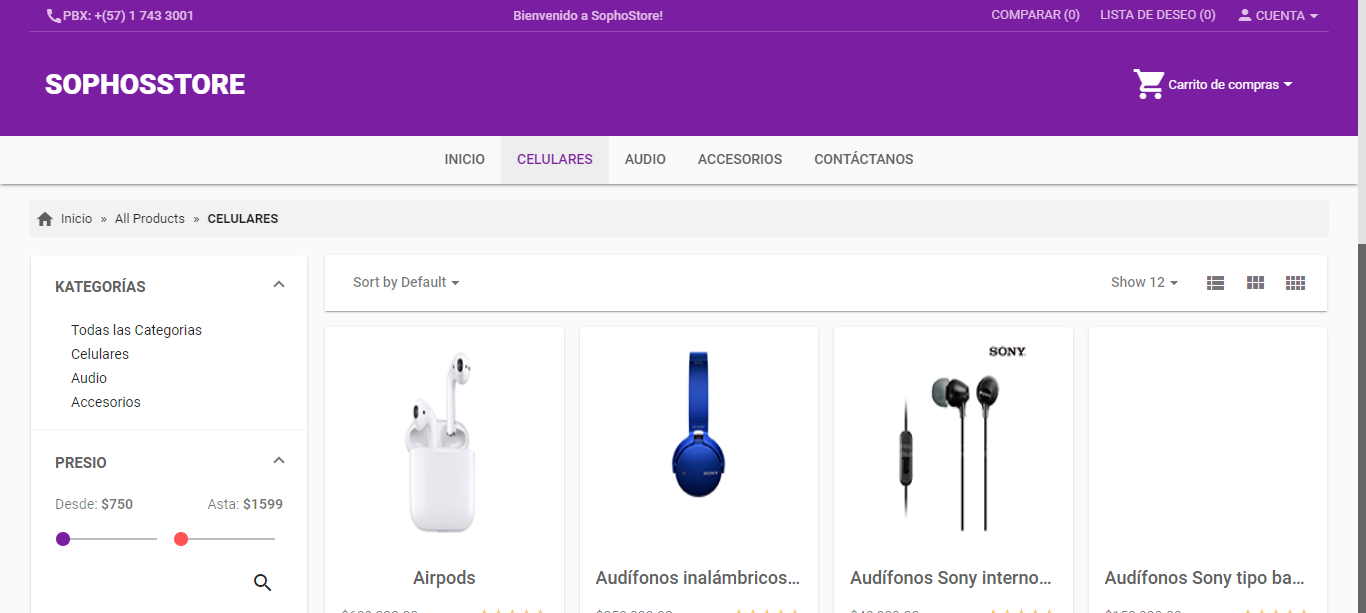 PBX: +(57) 1 743 3001 Bienvenido a SophoStore! COMPARAR (0) LISTA DE DESEO (0) CUENTA
SOPHOSSTORE Carrito de compras
INICIO CELULARES AUDIO ACCESORIOS CONTÁCTANOS
Inicio » All Products » CELULARES
KATEGORÍAS
Todas las Categorias
Celulares
Audio
Accesorios
PRESIO
Desde: $750 Asta: $1599
Sort by Default Show 12
SONY
Airpods Audífonos inalámbricos... Audífonos Sony interno... Audífonos Sony tipo ba...